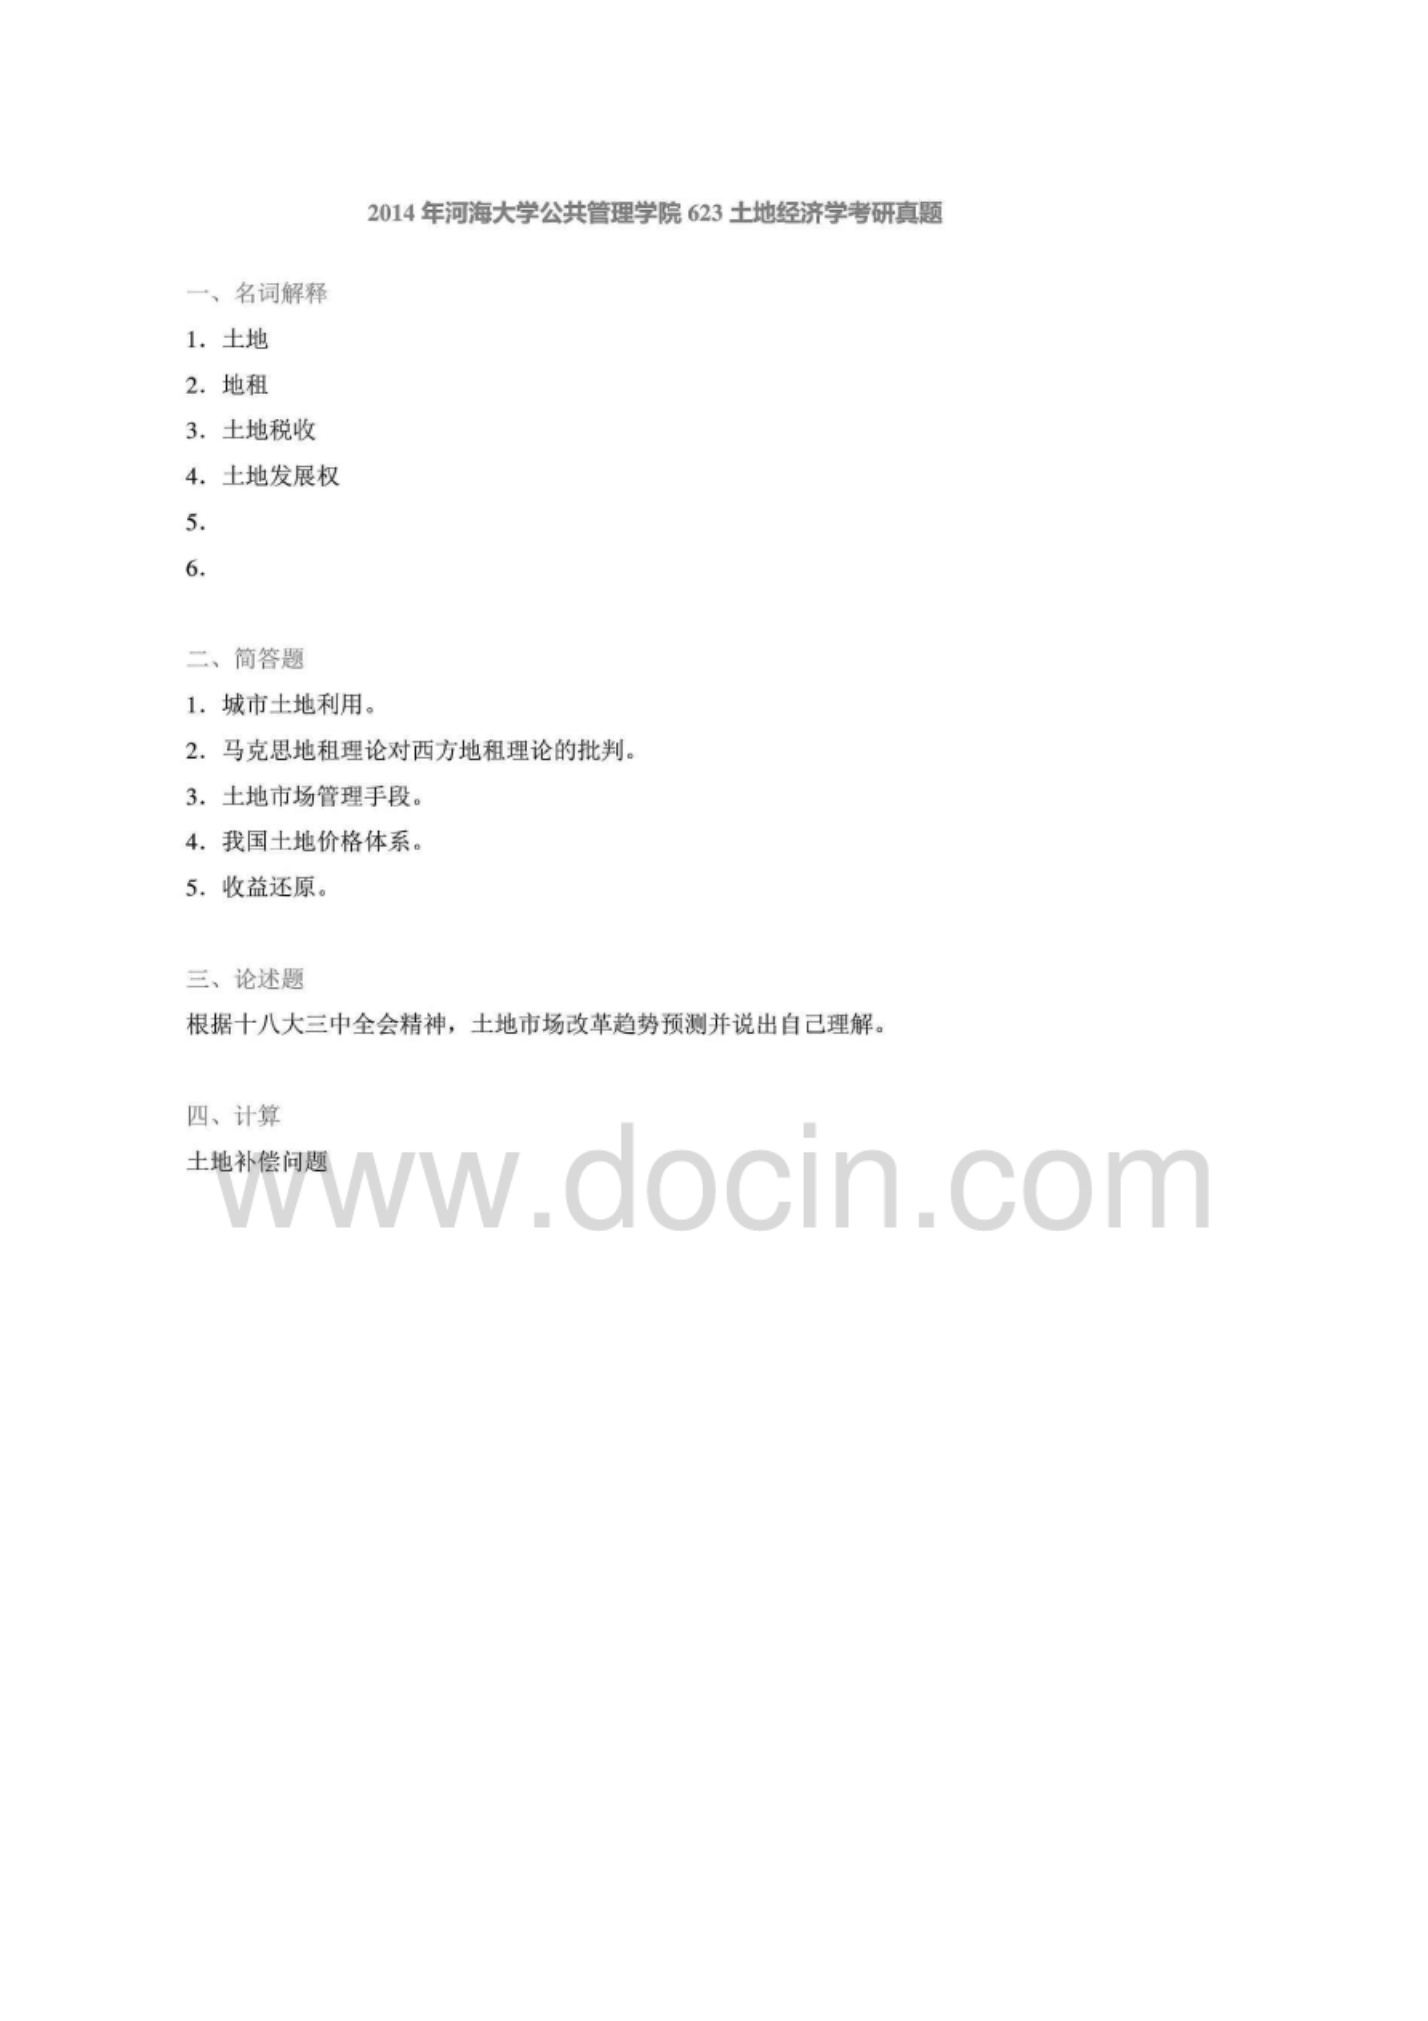 2014 年河海大学公共管理学院 623 土地经济学考研真题
一、名词解释
1．土地
2．地租
3．土地税收
4．土地发展权
5．
6．
二、简答题
1．城市土地利用。
2．马克思地租理论对西方地租理论的批判。
3．土地市场管理手段。
4．我国土地价格体系。
5．收益还原。
三、论述题
根据十八大三中全会精神，土地市场改革趋势预测并说出自己理解。
四、计算
土地补偿问题
www.docin.com